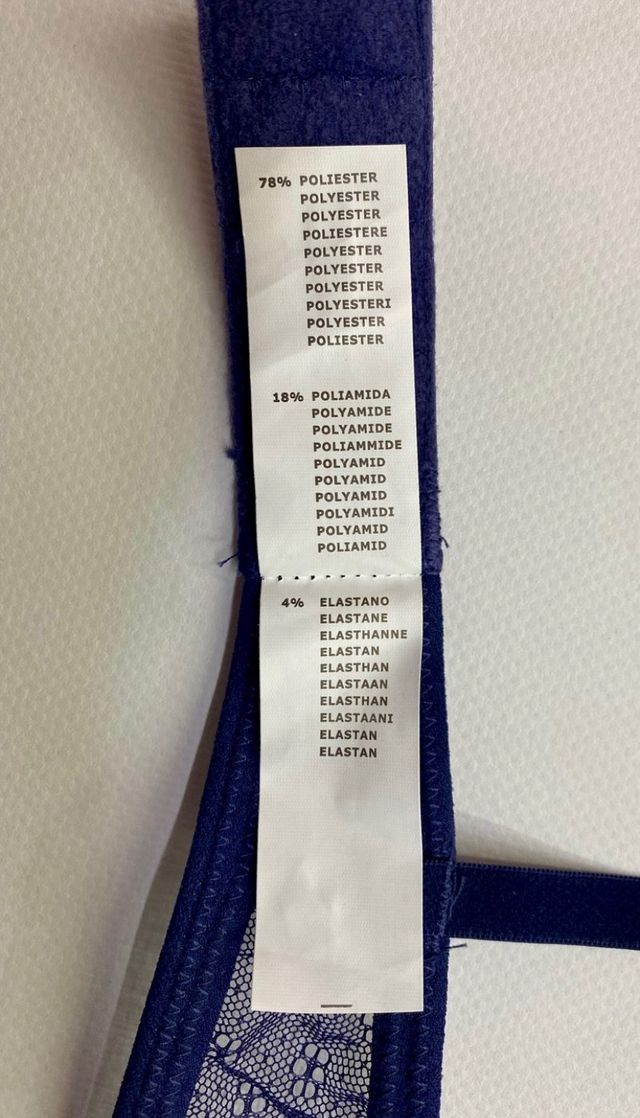 78% POLIESTER
POLYESTER
POLYESTER
POLIESTERE
POLYESTER
POLYESTER
POLYESTER
POLYESTERI
POLYESTER
POLIESTER
18% POLIAMIDA
POLYAMIDE
POLYAMIDE
POLIAMMIDE
POLYAMID
POLYAMID
POLYAMID
POLYAMIDI
POLYAMID
POLIAMID
4% ELASTANO
ELASTANE
ELASTHANNE
ELASTAN
ELASTHAN
ELASTAAN
ELASTHAN
ELASTAANI
ELASTAN
ELASTAN